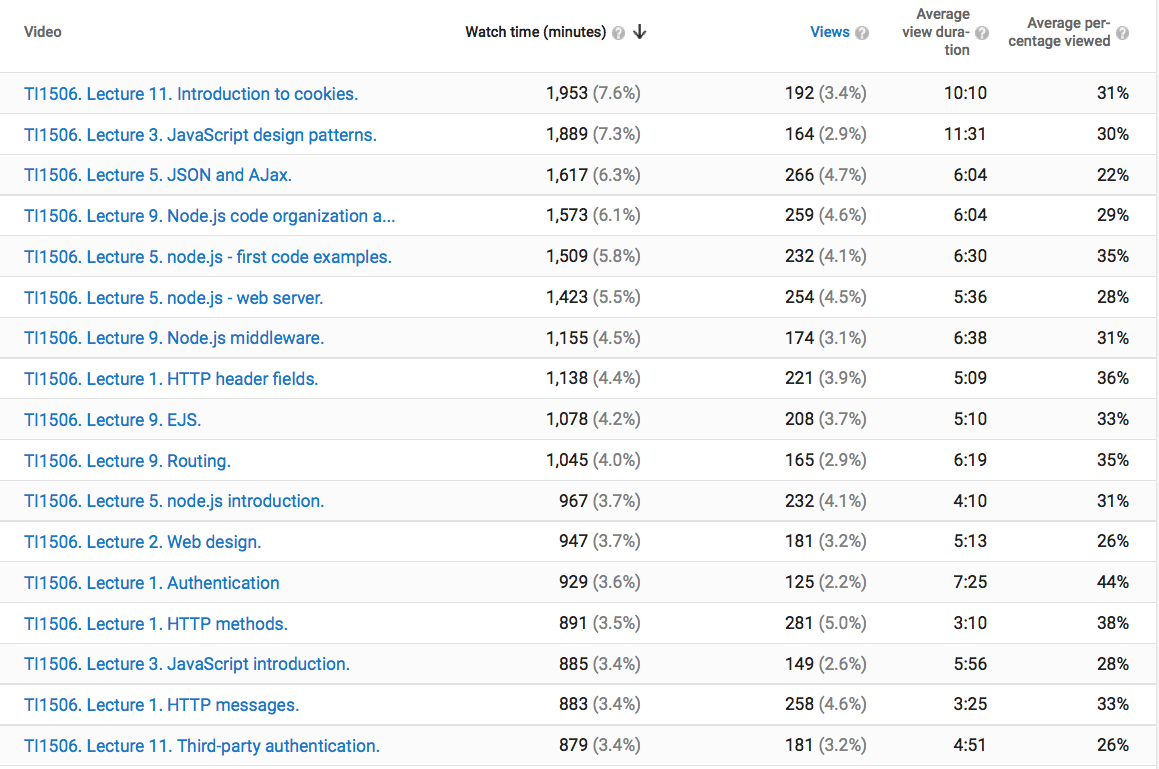 Video Watch time (minutes) Views Average view dura- tion Average per- centage viewed
TI1506. Lecture 11. Introduction to cookies. 1,953 (7.6%) 192 (3.4%) 10:10 31%
TI1506. Lecture 3. JavaScript design patterns. 1,889 (7.3%) 164 (2.9%) 11:31 30%
TI1506. Lecture 5. JSON and AJax. 1,617 (6.3%) 266 (4.7%) 6:04 22%
TI1506. Lecture 9. Node.js code organization a... 1,573 (6.1%) 259 (4.6%) 6:04 29%
TI1506. Lecture 5. node.js - first code examples. 1,509 (5.8%) 232 (4.1%) 6:30 35%
TI1506. Lecture 5. node.js - web server. 1,423 (5.5%) 254 (4.5%) 5:36 28%
TI1506. Lecture 9. Node.js middleware. 1,155 (4.5%) 174 (3.1%) 6:38 31%
TI1506. Lecture 1. HTTP header fields. 1,138 (4.4%) 221 (3.9%) 5:09 36%
TI1506. Lecture 9. EJS. 1,078 (4.2%) 208 (3.7%) 5:10 33%
TI1506. Lecture 9. Routing. 1,045 (4.0%) 165 (2.9%) 6:19 35%
TI1506. Lecture 5. node.js introduction. 967 (3.7%) 232 (4.1%) 4:10 31%
TI1506. Lecture 2. Web design. 947 (3.7%) 181 (3.2%) 5:13 26%
TI1506. Lecture 1. Authentication 929 (3.6%) 125 (2.2%) 7:25 44%
TI1506. Lecture 1. HTTP methods. 891 (3.5%) 281 (5.0%) 3:10 38%
TI1506. Lecture 3. JavaScript introduction. 885 (3.4%) 149 (2.6%) 5:56 28%
TI1506. Lecture 1. HTTP messages. 883 (3.4%) 258 (4.6%) 3:25 33%
TI1506. Lecture 11. Third-party authentication. 879 (3.4%) 181 (3.2%) 4:51 26%